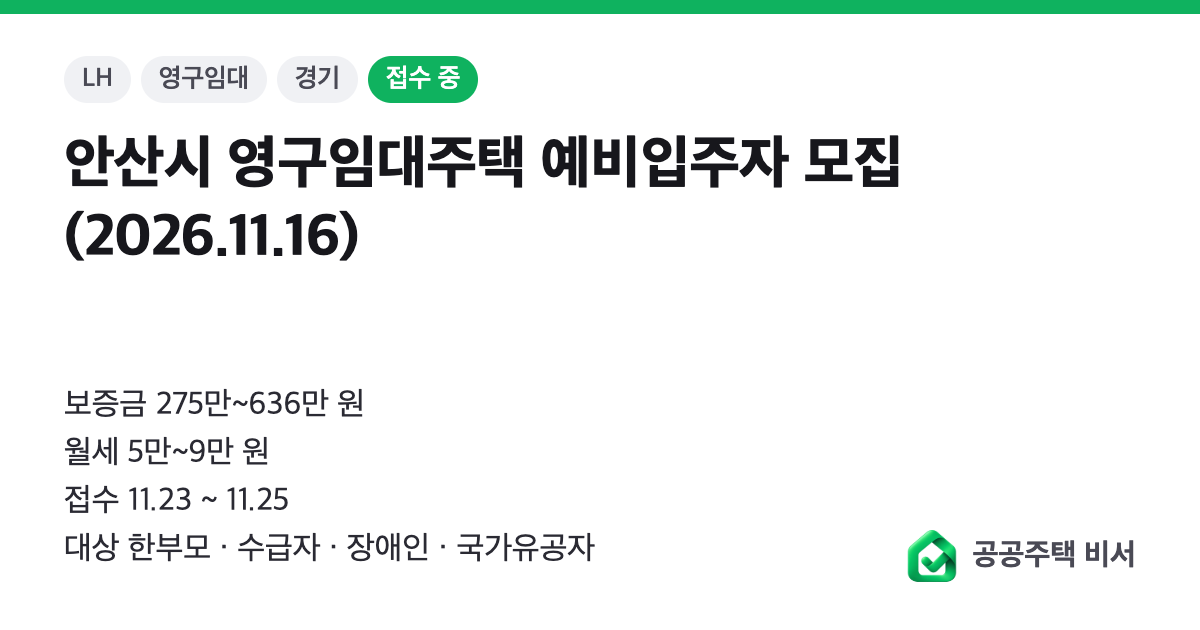 LH 영구임대 경기 접수 중
안산시 영구임대주택 예비입주자 모집
(2026.11.16)
보증금 275만~636만 원
월세 5만~9만 원
접수 11.23 ~ 11.25
대상 한부모 · 수급자 · 장애인 · 국가유공자
공공주택 비서